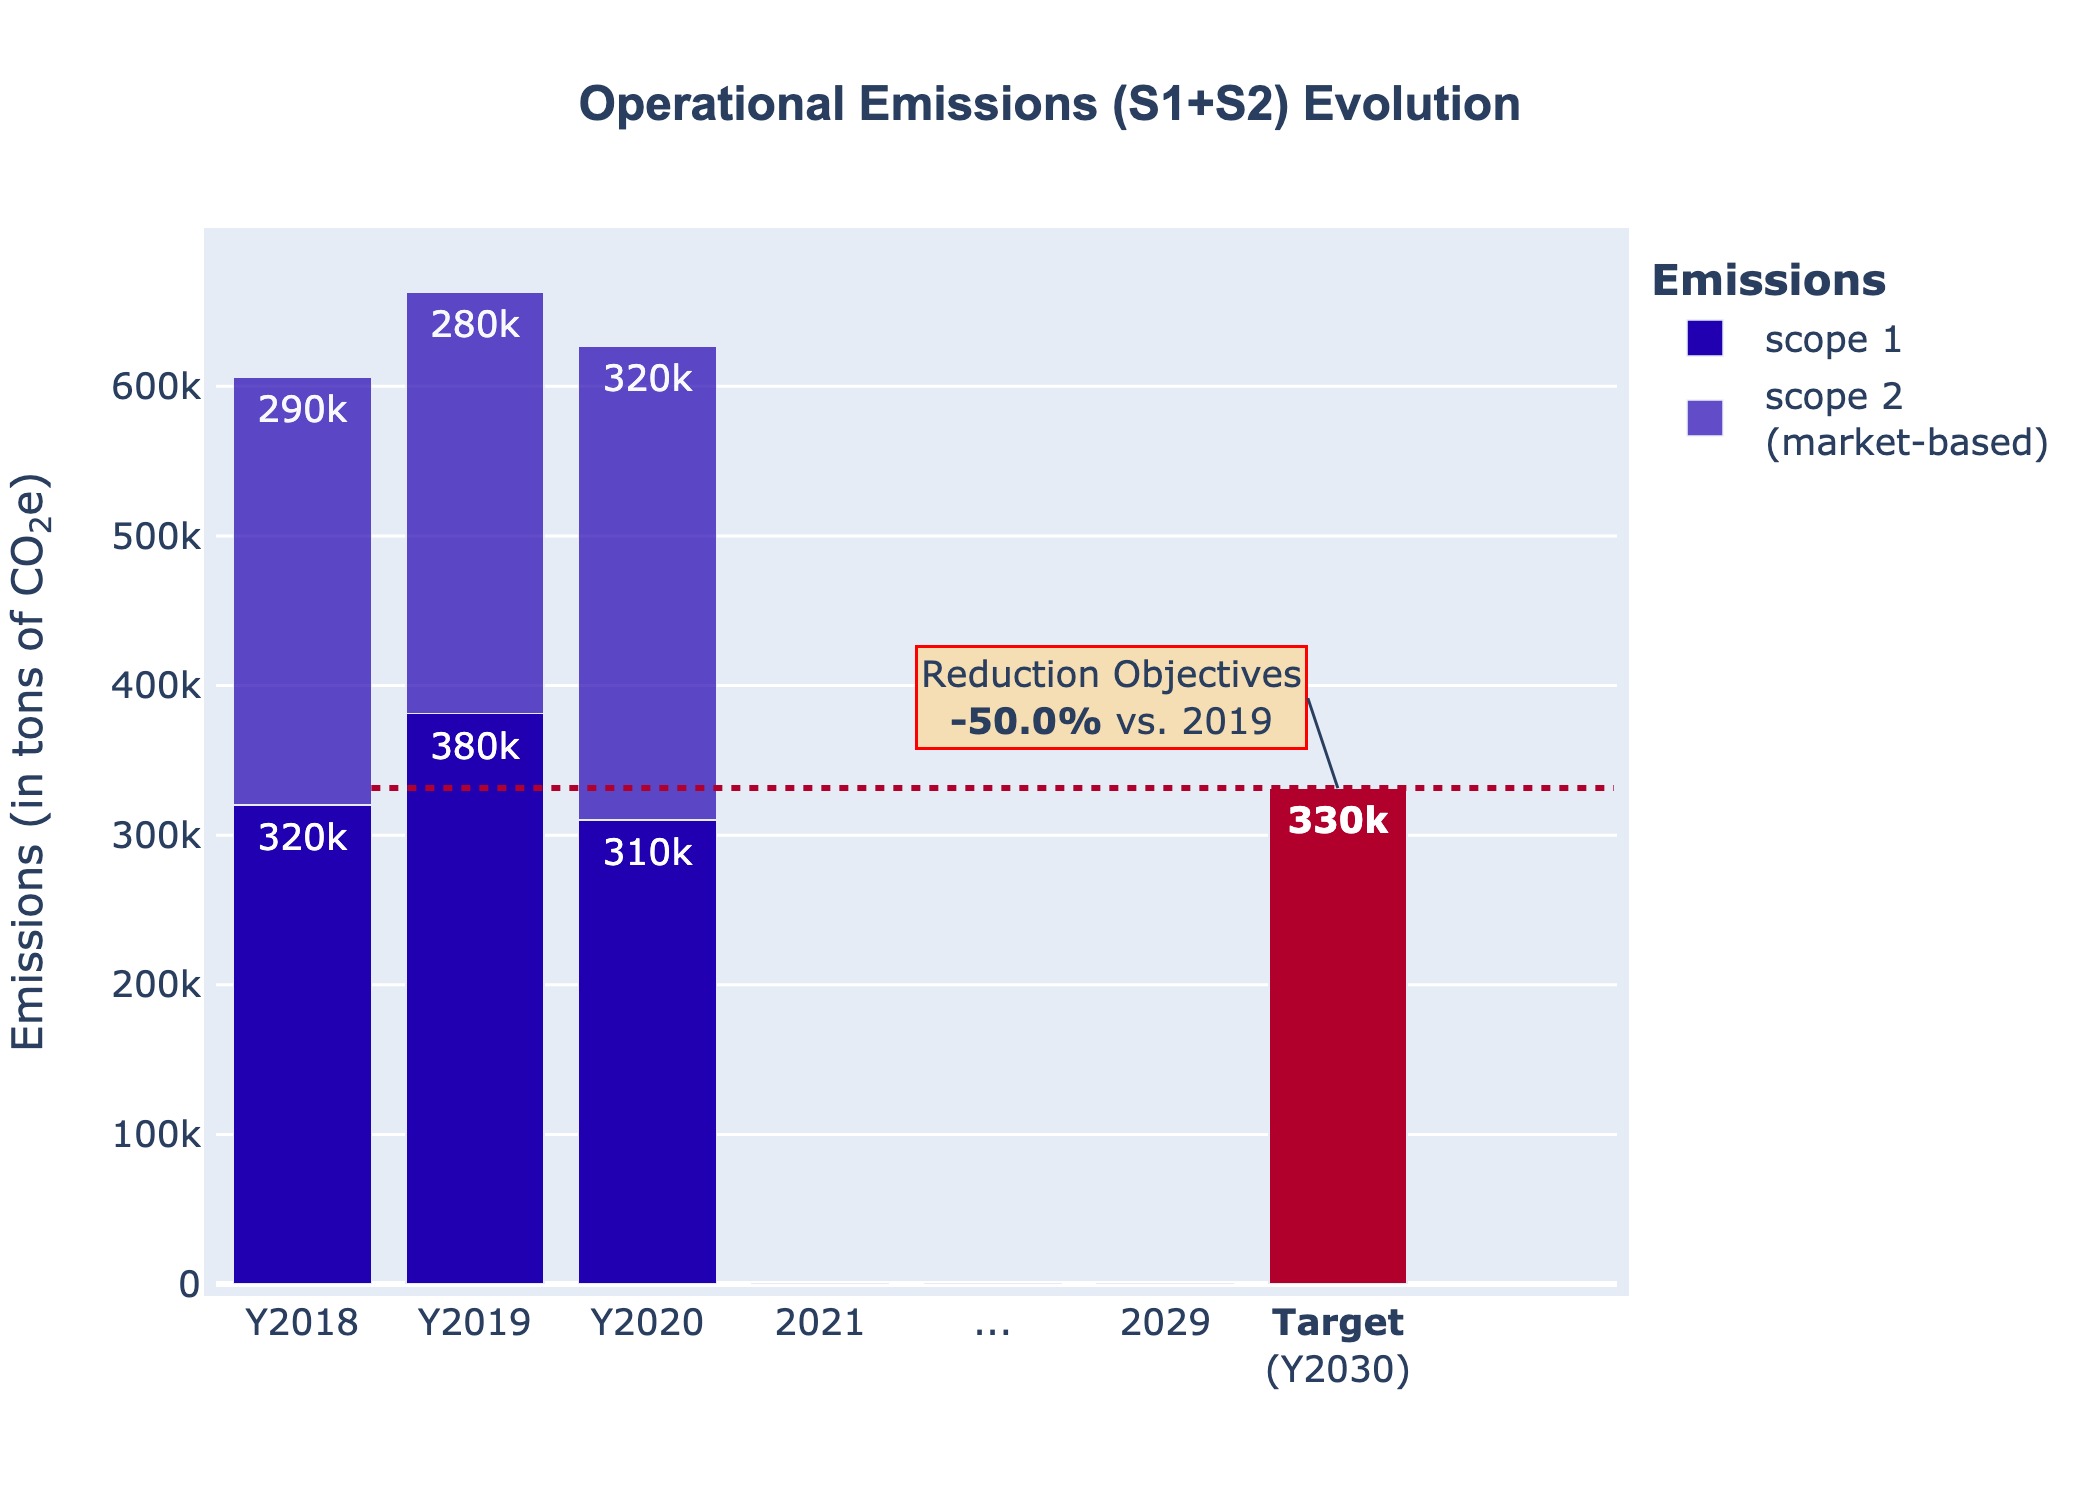 Operational Emissions (S1+S2) Evolution
Emissions
scope 1
scope 2
(market-based)
Emissions (in tons of CO₂e)
600k
500k
400k
300k
200k
100k
0
290k
320k
280k
380k
320k
310k
Reduction Objectives
-50.0% vs. 2019
330k
Y2018
Y2019
Y2020
2021
...
2029
Target
(Y2030)